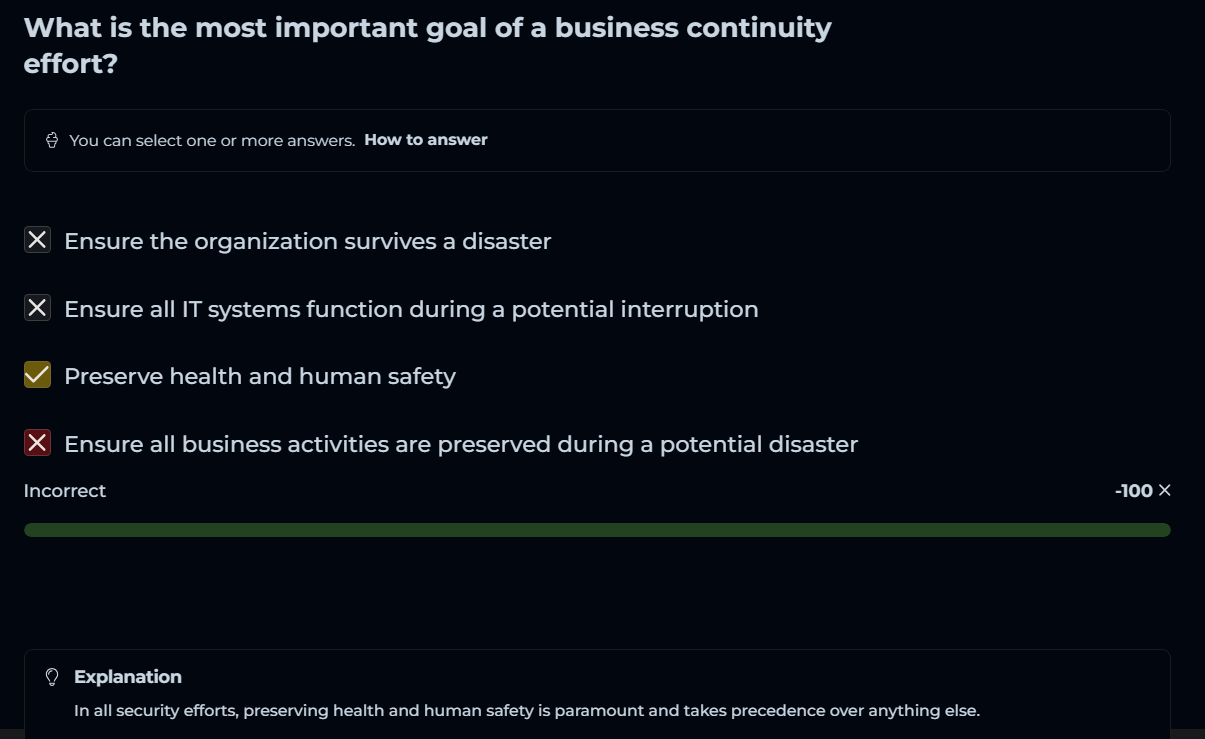 What is the most important goal of a business continuity
effort?
You can select one or more answers. How to answer
Ensure the organization survives a disaster
Ensure all IT systems function during a potential interruption
Preserve health and human safety
Ensure all business activities are preserved during a potential disaster
Incorrect
-100
Explanation
In all security efforts, preserving health and human safety is paramount and takes precedence over anything else.